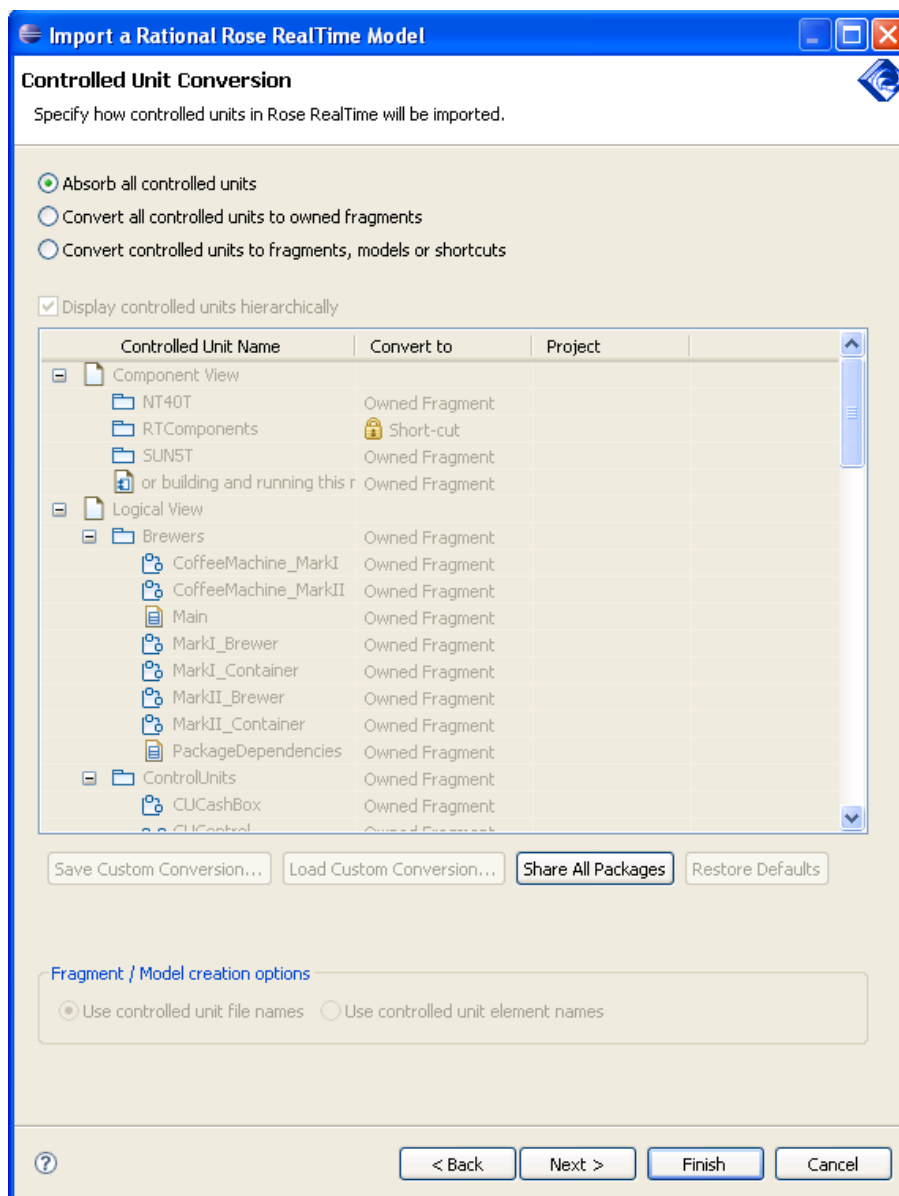 Import a Rational Rose RealTime Model
Controlled Unit Conversion
Specify how controlled units in Rose RealTime will be imported.
Absorb all controlled units
Convert all controlled units to owned fragments
Convert controlled units to fragments, models or shortcuts
Display controlled units hierarchically
Controlled Unit Name Convert to Project
Component View
NT40T Owned Fragment
RTComponents Short-cut
SUN5T Owned Fragment
or building and running this r Owned Fragment
Logical View
Brewers Owned Fragment
CoffeeMachine_MarkI Owned Fragment
CoffeeMachine_MarkII Owned Fragment
Main Owned Fragment
MarkI_Brewer Owned Fragment
MarkI_Container Owned Fragment
MarkII_Brewer Owned Fragment
MarkII_Container Owned Fragment
PackageDependencies Owned Fragment
ControlUnits Owned Fragment
CUCashBox Owned Fragment
CUControl Owned Fragment
Save Custom Conversion... Load Custom Conversion... Share All Packages Restore Defaults
Fragment / Model creation options
Use controlled unit file names Use controlled unit element names
? < Back Next > Finish Cancel